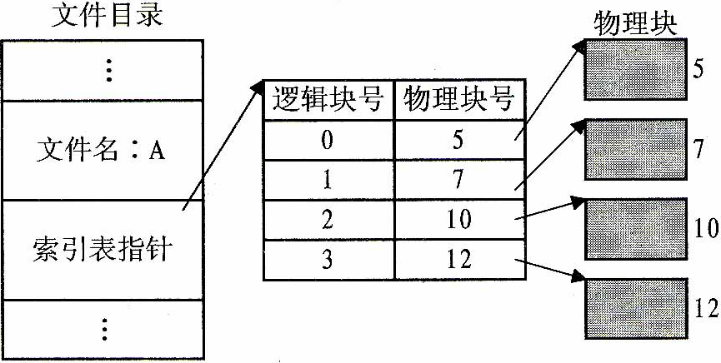 文件目录
⋮
文件名：A
索引表指针
⋮
逻辑块号 物理块号
0 5
1 7
2 10
3 12
物理块
5
7
10
12